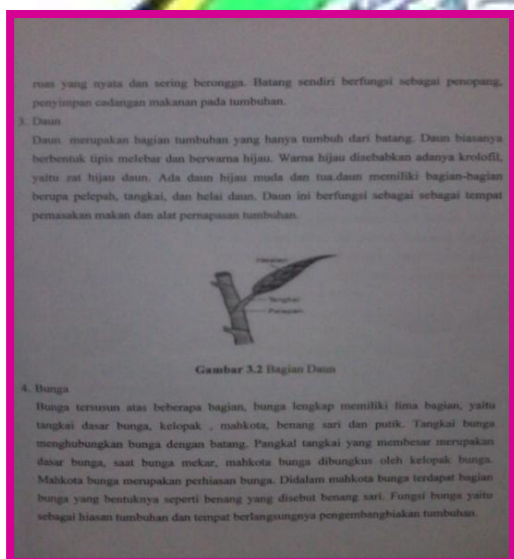 ruas yang nyata dan sering berongga. Batang sendiri berfungsi sebagai penopang,
penyimpan cadangan makanan pada tumbuhan.
3. Daun
Daun merupakan bagian tumbuhan yang hanya tumbuh dari batang. Daun biasanya
berbentuk tipis melebar dan berwarna hijau. Warna hijau disebabkan adanya krolofil,
yaitu zat hijau daun. Ada daun hijau muda dan tua.daun memiliki bagian-bagian
berupa pelepah, tangkai, dan helai daun. Daun ini berfungsi sebagai sebagai tempat
pemasakan makan dan alat pernapasan tumbuhan.
Tangkai
Gambar 3.2 Bagian Daun
4. Bunga
Bunga tersusun atas beberapa bagian, bunga lengkap memiliki lima bagian, yaitu
tangkai dasar bunga, kelopak , mahkota, benang sari dan putik. Tangkai bunga
menghubungkan bunga dengan batang. Pangkal tangkai yang membesar merupakan
dasar bunga, saat bunga mekar, mahkota bunga dibungkus oleh kelopak bunga.
Mahkota bunga merupakan perhiasan bunga. Didalam mahkota bunga terdapat bagian
bunga yang bentuknya seperti benang yang disebut benang sari. Fungsi bunga yaitu
sebagai hiasan tumbuhan dan tempat berlangsungnya pengembangbiakan tumbuhan.